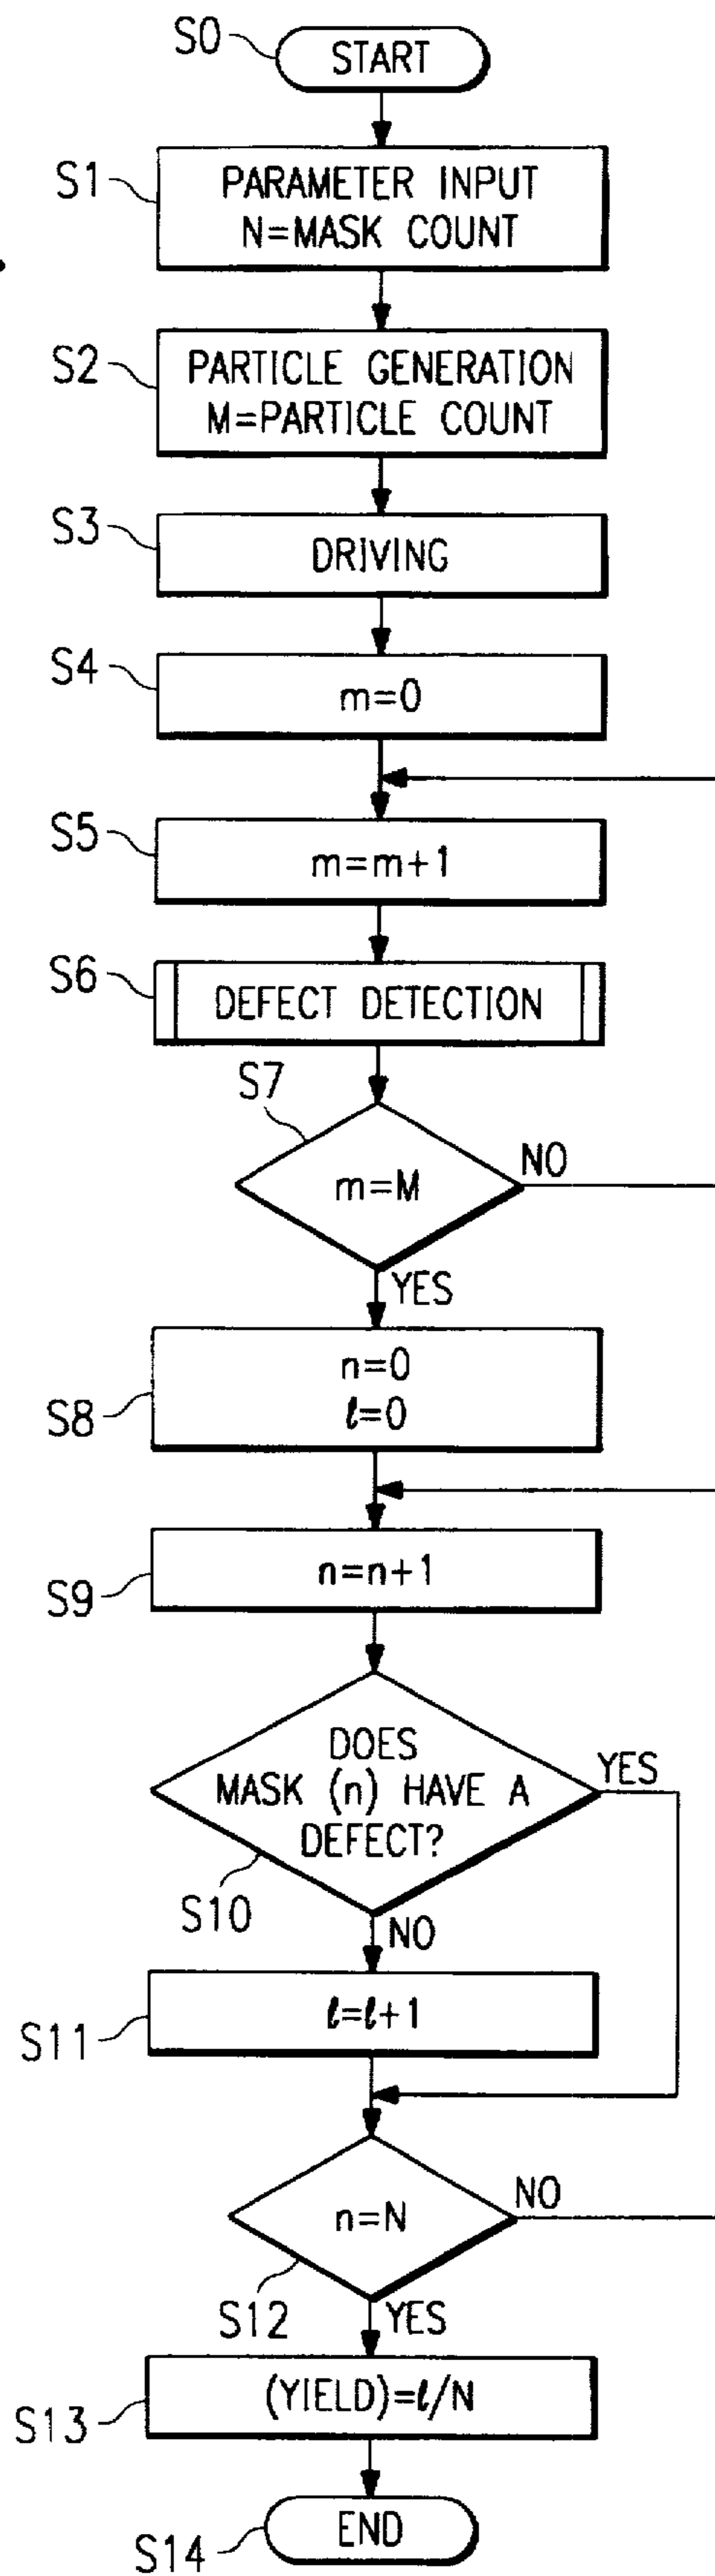 S0
START
S1
PARAMETER INPUT
N=MASK COUNT
S2
PARTICLE GENERATION
M=PARTICLE COUNT
S3
DRIVING
S4
m=0
S5
m=m+1
S6
DEFECT DETECTION
S7
m=M
NO
YES
n=0
ℓ=0
S8
n=n+1
S9
DOES
MASK (n) HAVE A
DEFECT?
YES
S10
NO
ℓ=ℓ+1
S11
n=N
NO
S12
YES
(YIELD)=ℓ/N
S13
END
S14